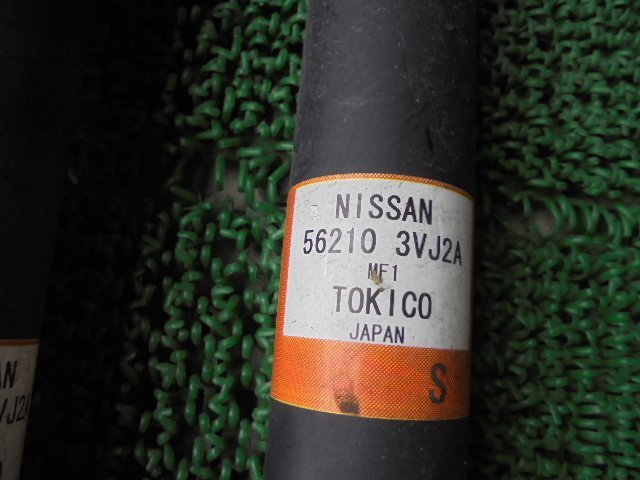 NISSAN
56210 3VJ2A
MF1
TOKICO
JAPAN
S